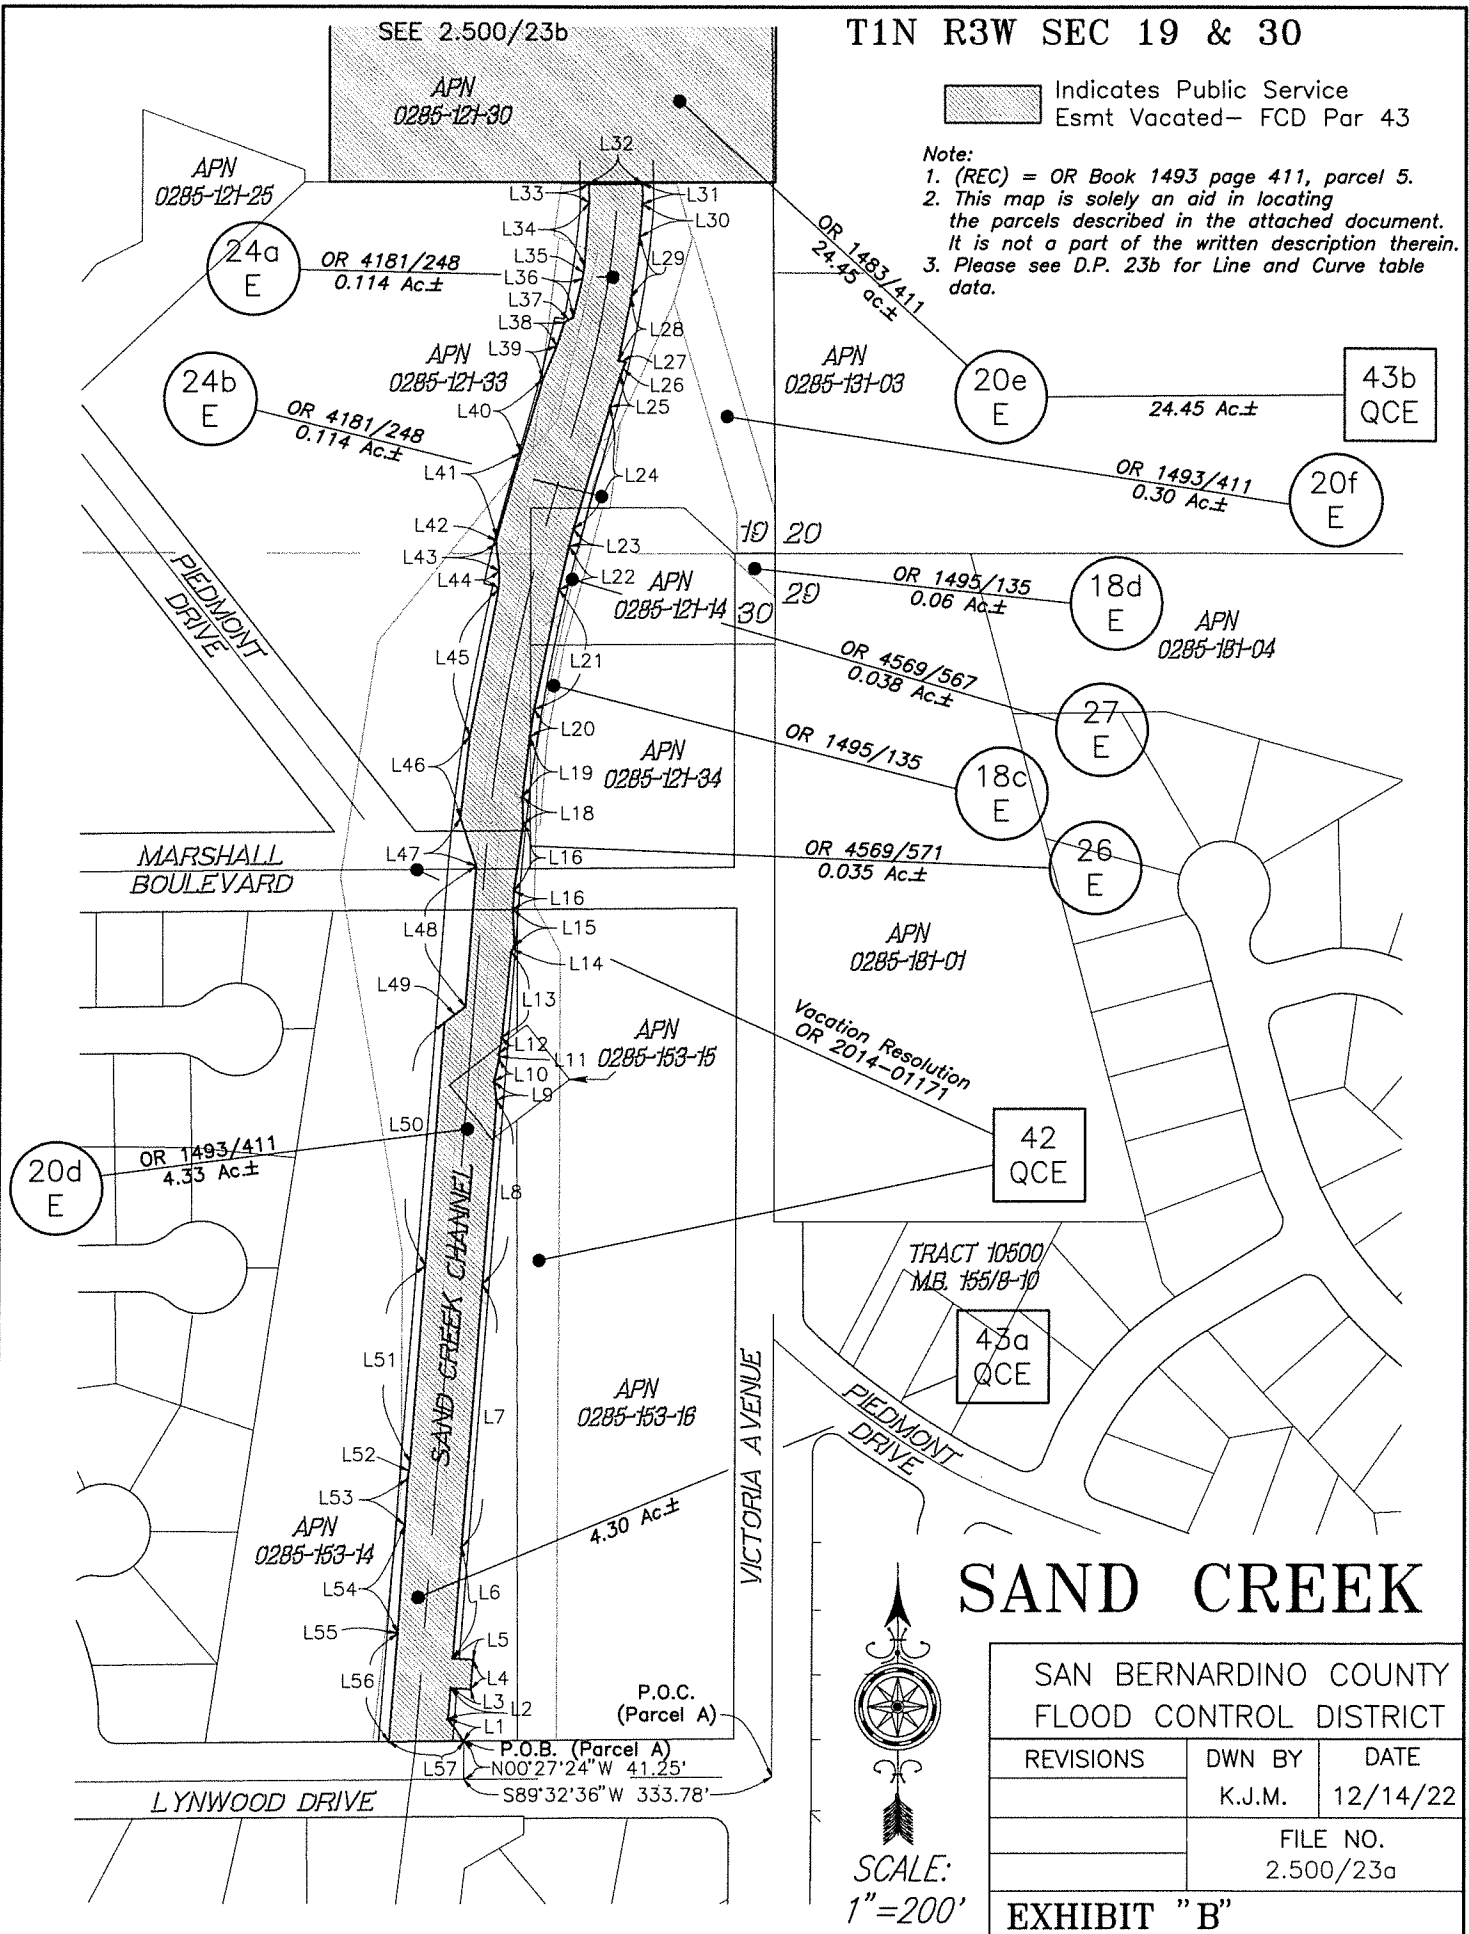 SEE 2.500/23b
T1N R3W SEC 19 & 30
APN
0285-121-30
Indicates Public Service
Esmt Vacated- FCD Par 43
Note:
1. (REC) = OR Book 1493 page 411, parcel 5.
2. This map is solely an aid in locating
the parcels described in the attached document.
It is not a part of the written description therein.
3. Please see D.P. 23b for Line and Curve table
data.
APN
0285-121-25
L32
L33
L31
L30
L34
L35
L29
L36
L37
L38
L28
L39
L27
L26
L25
L40
L24
L41
L42
L23
L43
L44
L22
24a
E
OR 4181/248
0.114 Ac.±
24b
E
OR 4181/248
0.114 Ac.±
APN
0285-121-33
OR 1483/411
24.45 ac.±
APN
0285-131-03
20e
E
24.45 Ac.±
43b
QCE
OR 1493/411
0.30 Ac.±
20f
E
19 20
30 29
PIEDMONT
DRIVE
APN
0285-121-14
OR 1495/135
0.06 Ac.±
18d
E
APN
0285-181-04
L45
L21
OR 4569/567
0.038 Ac.±
27
E
L20
L46
L19
L18
APN
0285-121-34
OR 1495/135
18c
E
MARSHALL
BOULEVARD
L47
L16
OR 4569/571
0.035 Ac.±
26
E
L16
L48
L15
L14
APN
0285-181-01
L49
L13
L12
L11
L10
L9
APN
0285-153-15
Vacation Resolution
OR 2014-01171
42
QCE
L50
20d
E
OR 1493/411
4.33 Ac.±
L8
SAND CREEK CHANNEL
TRACT 10500
M.B. 155/8-10
43a
QCE
L51
L7
APN
0285-153-16
VICTORIA AVENUE
PIEDMONT
DRIVE
L52
L53
APN
0285-153-14
4.30 Ac.±
L54
L6
L55
L5
L56
L4
L3
L2
L1
P.O.C.
(Parcel A)
P.O.B. (Parcel A)
L57
N00°27'24"W 41.25'
S89°32'36"W 333.78'
LYNWOOD DRIVE
SCALE:
1"=200'
SAND CREEK
SAN BERNARDINO COUNTY
FLOOD CONTROL DISTRICT
REVISIONS
DWN BY
DATE
K.J.M.
12/14/22
FILE NO.
2.500/23a
EXHIBIT "B"